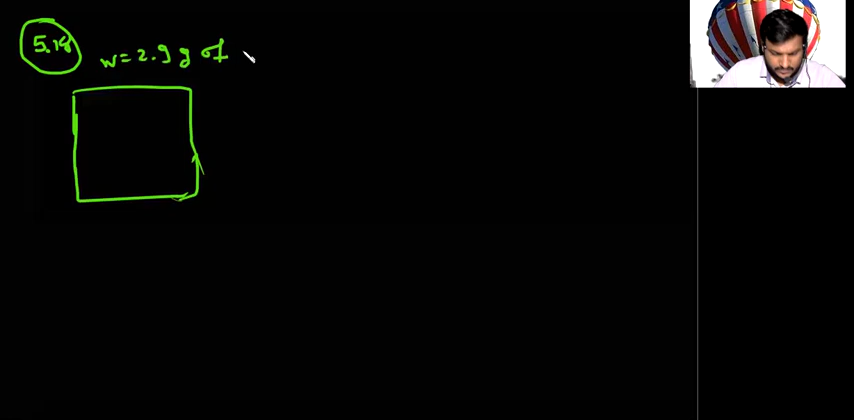 5.18
w = 2.9 g of